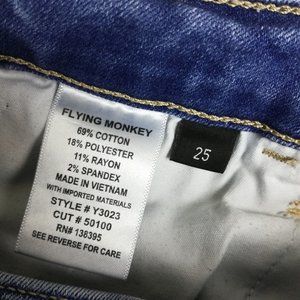 FLYING MONKEY
69% COTTON
18% POLYESTER
11% RAYON
2% SPANDEX
MADE IN VIETNAM
WITH IMPORTED MATERIALS
STYLE # Y3023
CUT # 50100
RN# 138395
SEE REVERSE FOR CARE
25